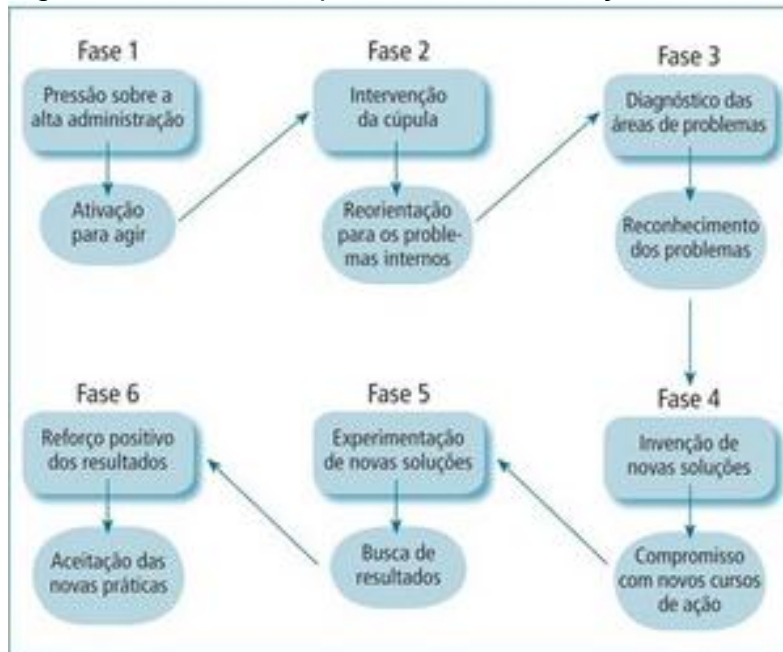 Fase 1
Pressão sobre a
alta administração
Ativação
para agir
Fase 2
Intervenção
da cúpula
Reorientação
para os proble-
mas internos
Fase 3
Diagnóstico das
áreas de problemas
Reconhecimento
dos problemas
Fase 4
Invenção de
novas soluções
Compromisso
com novos cursos
de ação
Fase 5
Experimentação
de novas soluções
Busca de
resultados
Fase 6
Reforço positivo
dos resultados
Aceitação das
novas práticas